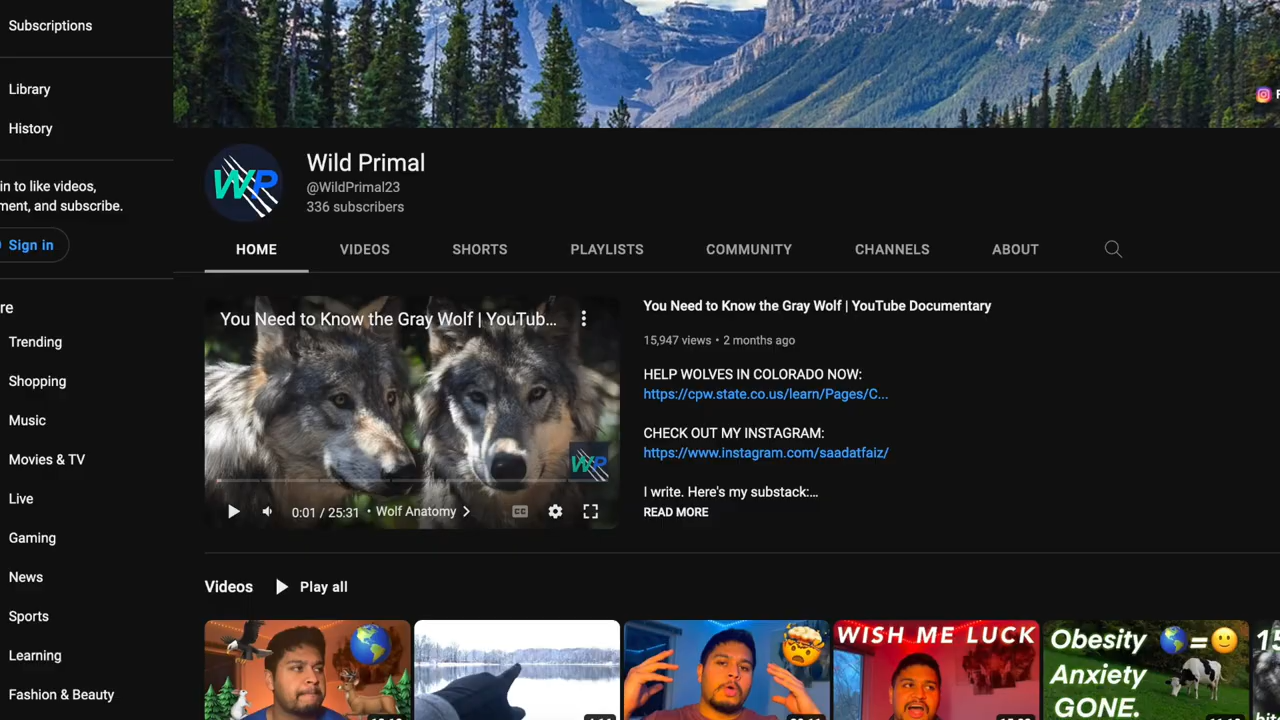 Subscriptions
Library
History
in to like videos,
ment, and subscribe.
Sign in
re
Trending
Shopping
Music
Movies & TV
Live
Gaming
News
Sports
Learning
Fashion & Beauty
WP
Wild Primal
@WildPrimal23
336 subscribers
HOME VIDEOS SHORTS PLAYLISTS COMMUNITY CHANNELS ABOUT
You Need to Know the Gray Wolf | YouTub...
WP
0:01 / 25:31 • Wolf Anatomy
CC
You Need to Know the Gray Wolf | YouTube Documentary
15,947 views • 2 months ago
HELP WOLVES IN COLORADO NOW:
https://cpw.state.co.us/learn/Pages/C...
CHECK OUT MY INSTAGRAM:
https://www.instagram.com/saadatfaiz/
I write. Here's my substack:...
READ MORE
Videos Play all
WISH ME LUCK
Obesity =
Anxiety
GONE.
15